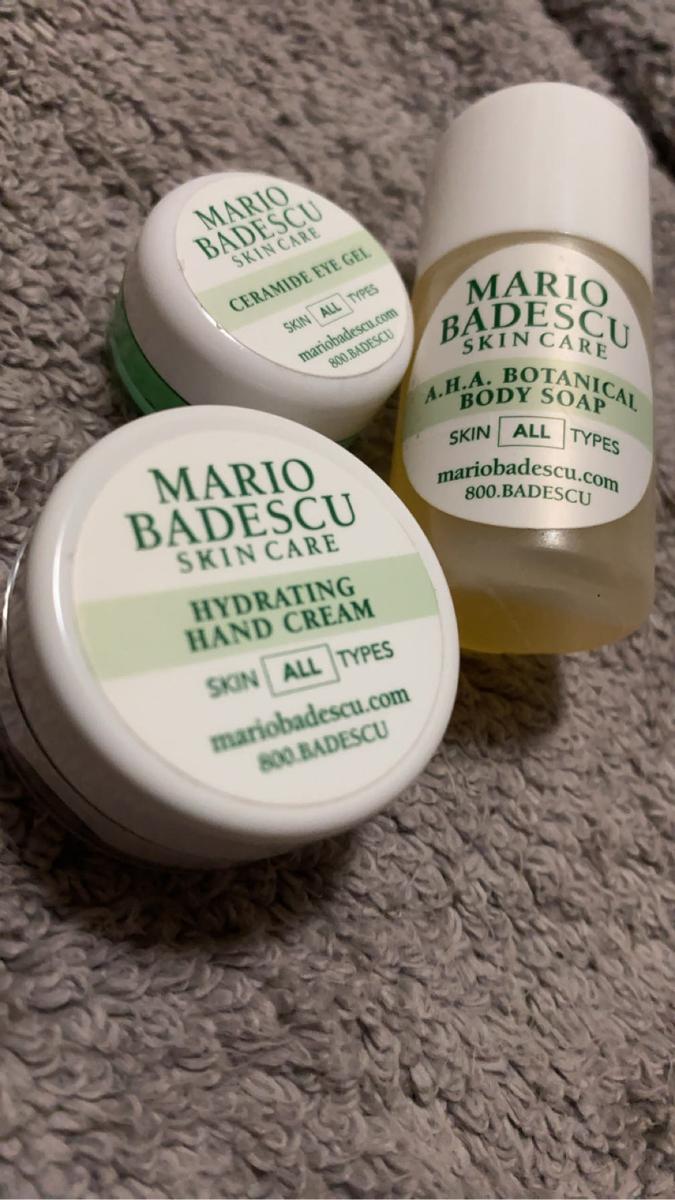 MARIO
BADESCU
SKIN CARE
CERAMIDE EYE GEL
SKIN ALL TYPES
mariobadescu.com
800.BADESCU
MARIO
BADESCU
SKIN CARE
A.H.A. BOTANICAL
BODY SOAP
SKIN ALL TYPES
mariobadescu.com
800.BADESCU
MARIO
BADESCU
SKIN CARE
HYDRATING
HAND CREAM
SKIN ALL TYPES
mariobadescu.com
800.BADESCU